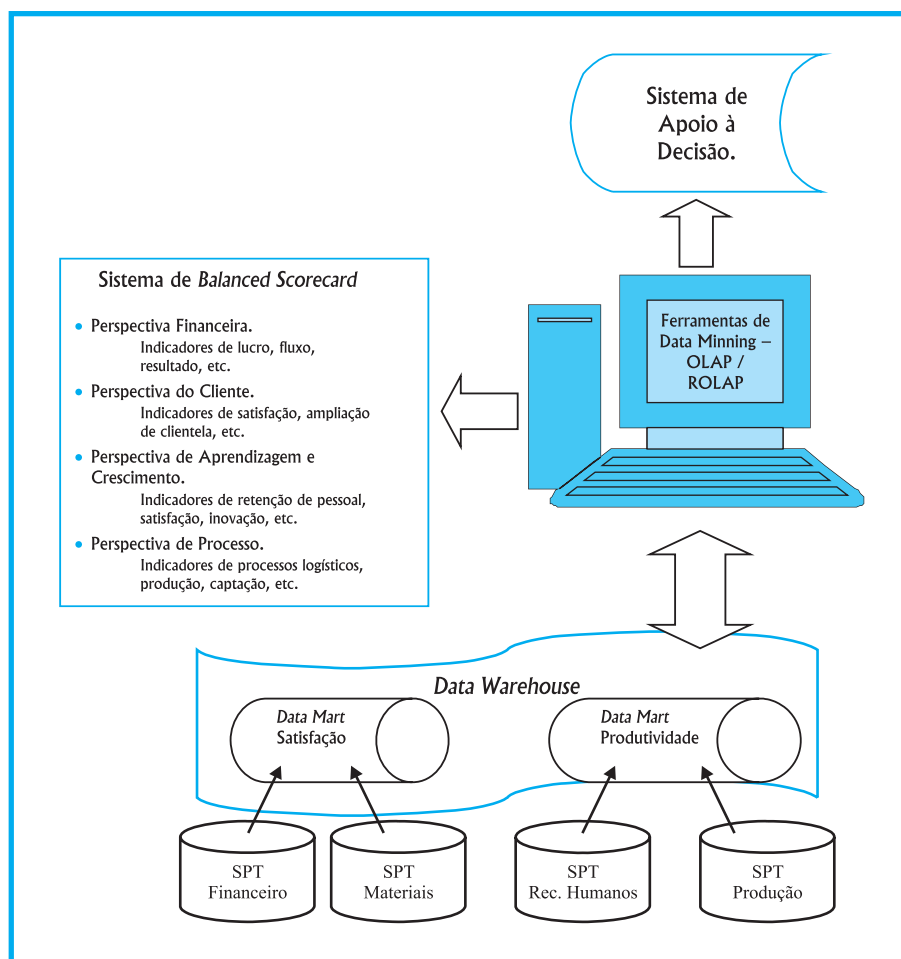 Sistema de
Apoio à
Decisão.
Sistema de Balanced Scorecard
• Perspectiva Financeira.
Indicadores de lucro, fluxo,
resultado, etc.
• Perspectiva do Cliente.
Indicadores de satisfação, ampliação
de clientela, etc.
• Perspectiva de Aprendizagem e
Crescimento.
Indicadores de retenção de pessoal,
satisfação, inovação, etc.
• Perspectiva de Processo.
Indicadores de processos logísticos,
produção, captação, etc.
Ferramentas de
Data Minning –
OLAP /
ROLAP
Data Warehouse
Data Mart
Satisfação
Data Mart
Produtividade
SPT
Financeiro
SPT
Materiais
SPT
Rec. Humanos
SPT
Produção